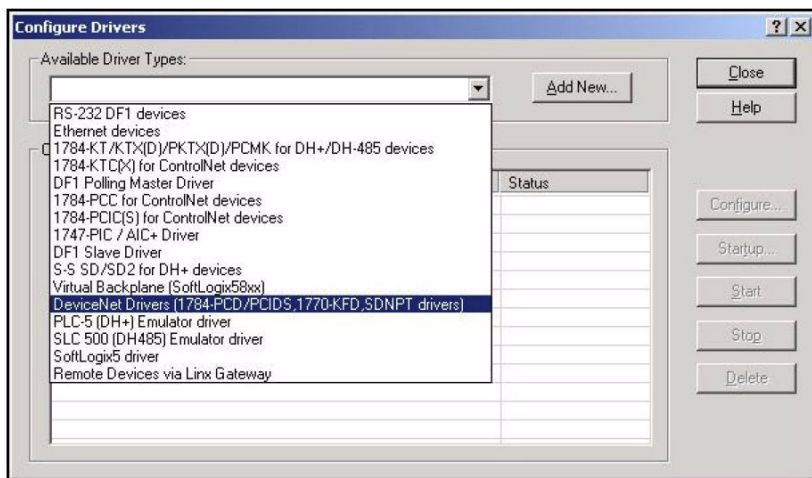 Configure Drivers
Available Driver Types:
Add New...
Close
Help
RS-232 DF1 devices
Ethernet devices
1784-KT/KTX(D)/PKTX(D)/PCMK for DH+/DH-485 devices
1784-KTC(X) for ControlNet devices
DF1 Polling Master Driver
1784-PCC for ControlNet devices
1784-PCIC(S) for ControlNet devices
1747-PIC / AIC+ Driver
DF1 Slave Driver
S-S SD/SD2 for DH+ devices
Virtual Backplane (SoftLogix58xx)
DeviceNet Drivers (1784-PCD/PCIDS,1770-KFD,SDNPT drivers)
PLC-5 (DH+) Emulator driver
SLC 500 (DH485) Emulator driver
SoftLogix5 driver
Remote Devices via Linx Gateway
Status
Configure...
Startup...
Start
Stop
Delete